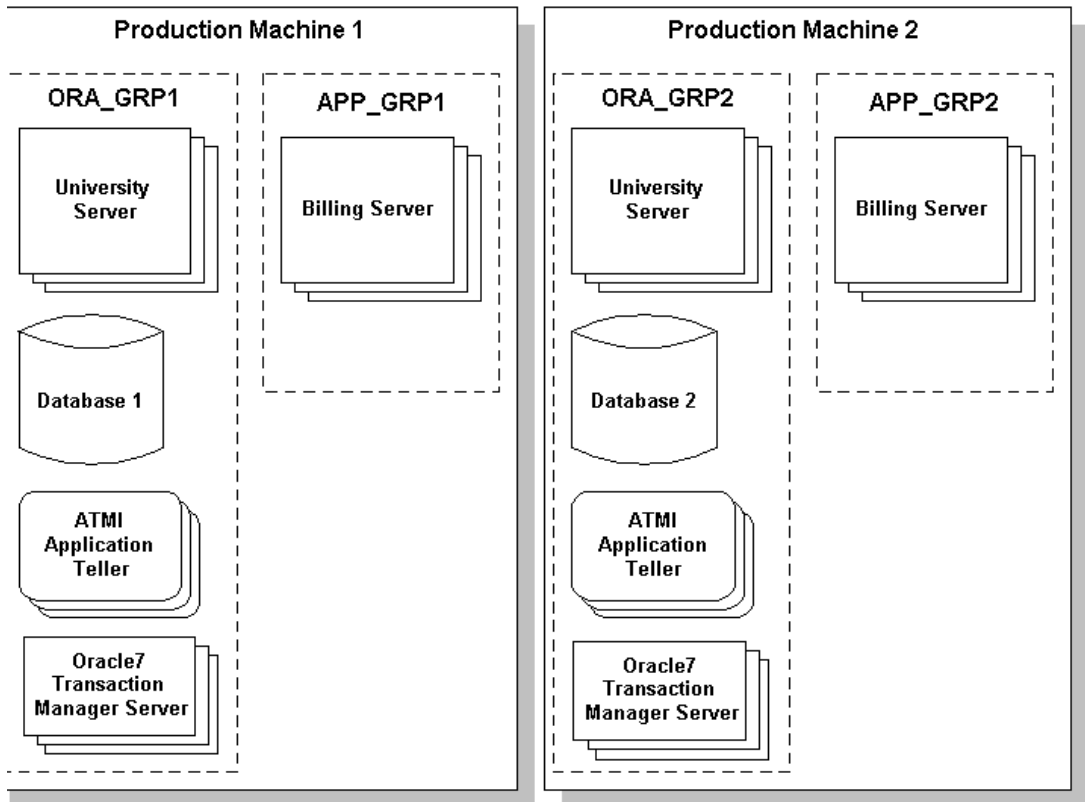 Production Machine 1
ORA_GRP1
University
Server
Database 1
ATMI
Application
Teller
Oracle7
Transaction
Manager Server
APP_GRP1
Billing Server
Production Machine 2
ORA_GRP2
University
Server
Database 2
ATMI
Application
Teller
Oracle7
Transaction
Manager Server
APP_GRP2
Billing Server